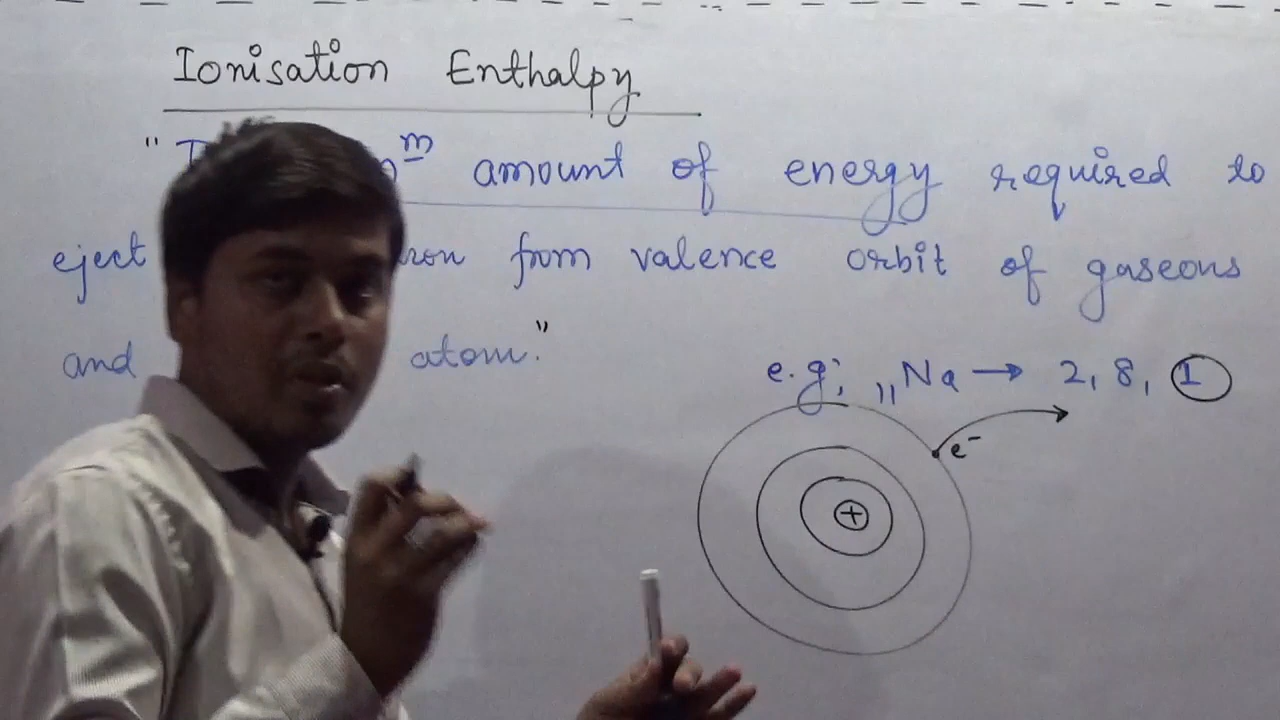 Ionisation Enthalpy
" m amount of energy required to
eject from valence orbit of gaseous
and atom."
e.g; 11Na → 2, 8, 1
e-
+